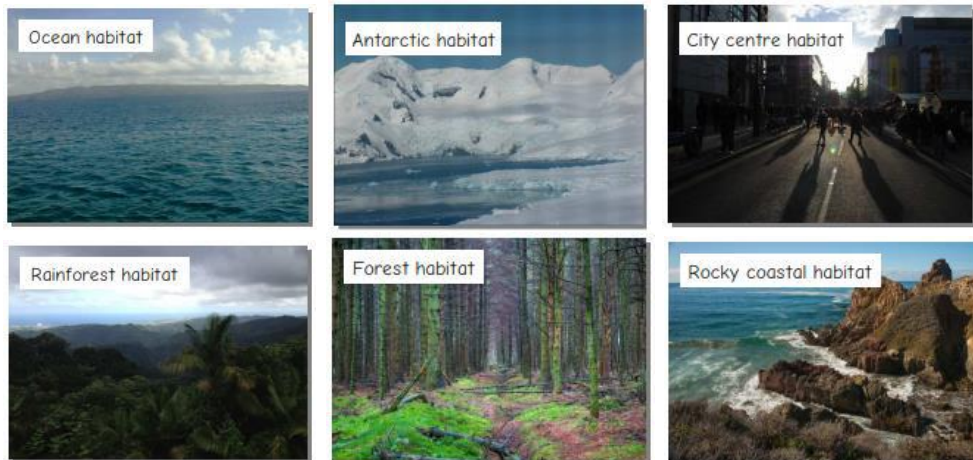 Ocean habitat
Antarctic habitat
City centre habitat
Rainforest habitat
Forest habitat
Rocky coastal habitat